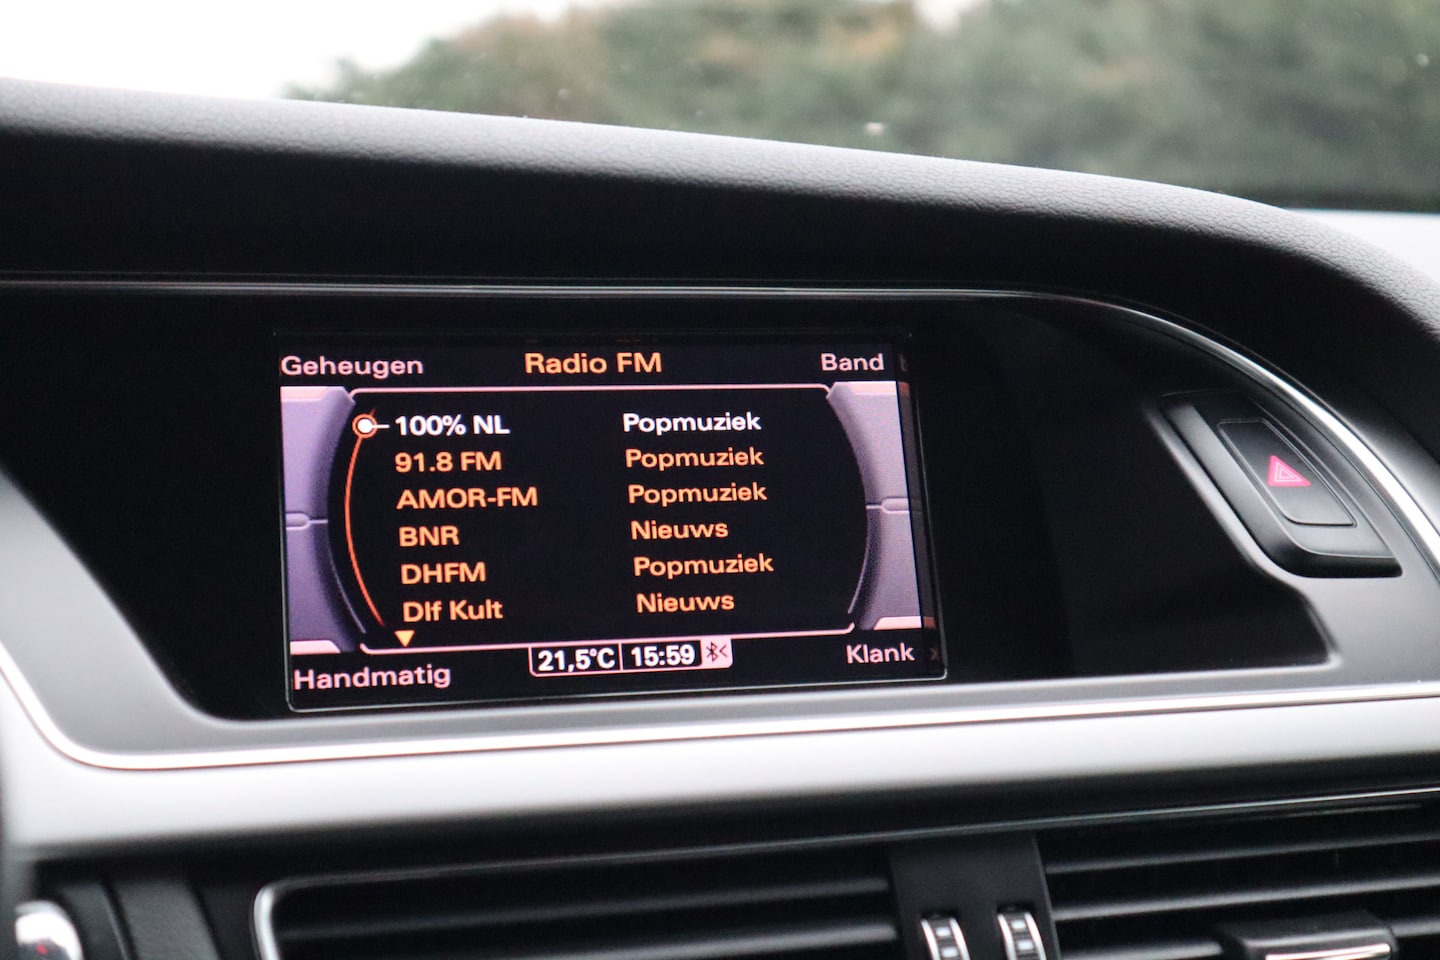 Geheugen Radio FM Band
100% NL Popmuziek
91.8 FM Popmuziek
AMOR-FM Popmuziek
BNR Nieuws
DHFM Popmuziek
Dlf Kult Nieuws
Handmatig 21,5°C 15:59 Klank